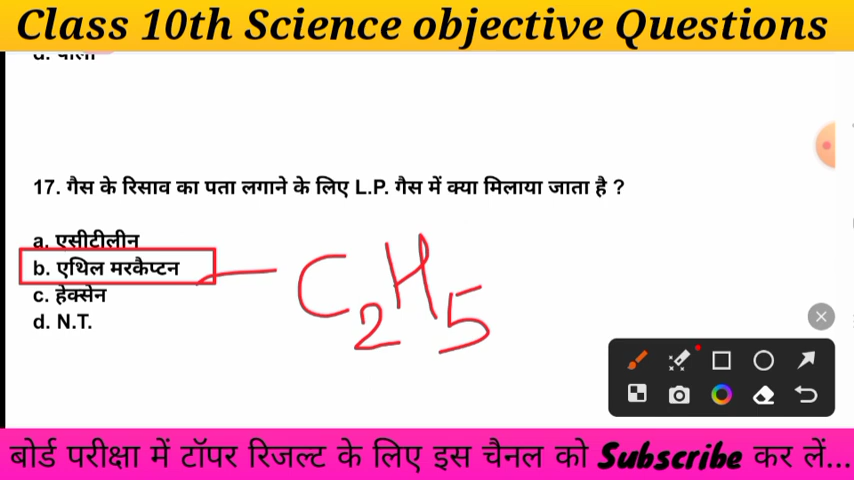 Class 10th Science objective Questions
17. गैस के रिसाव का पता लगाने के लिए L.P. गैस में क्या मिलाया जाता है ?
a. एसीटीलीन
b. एथिल मरकैप्टन
C2H5
c. हेक्सेन
d. N.T.
बोर्ड परीक्षा में टॉपर रिजल्ट के लिए इस चैनल को Subscribe कर लें...